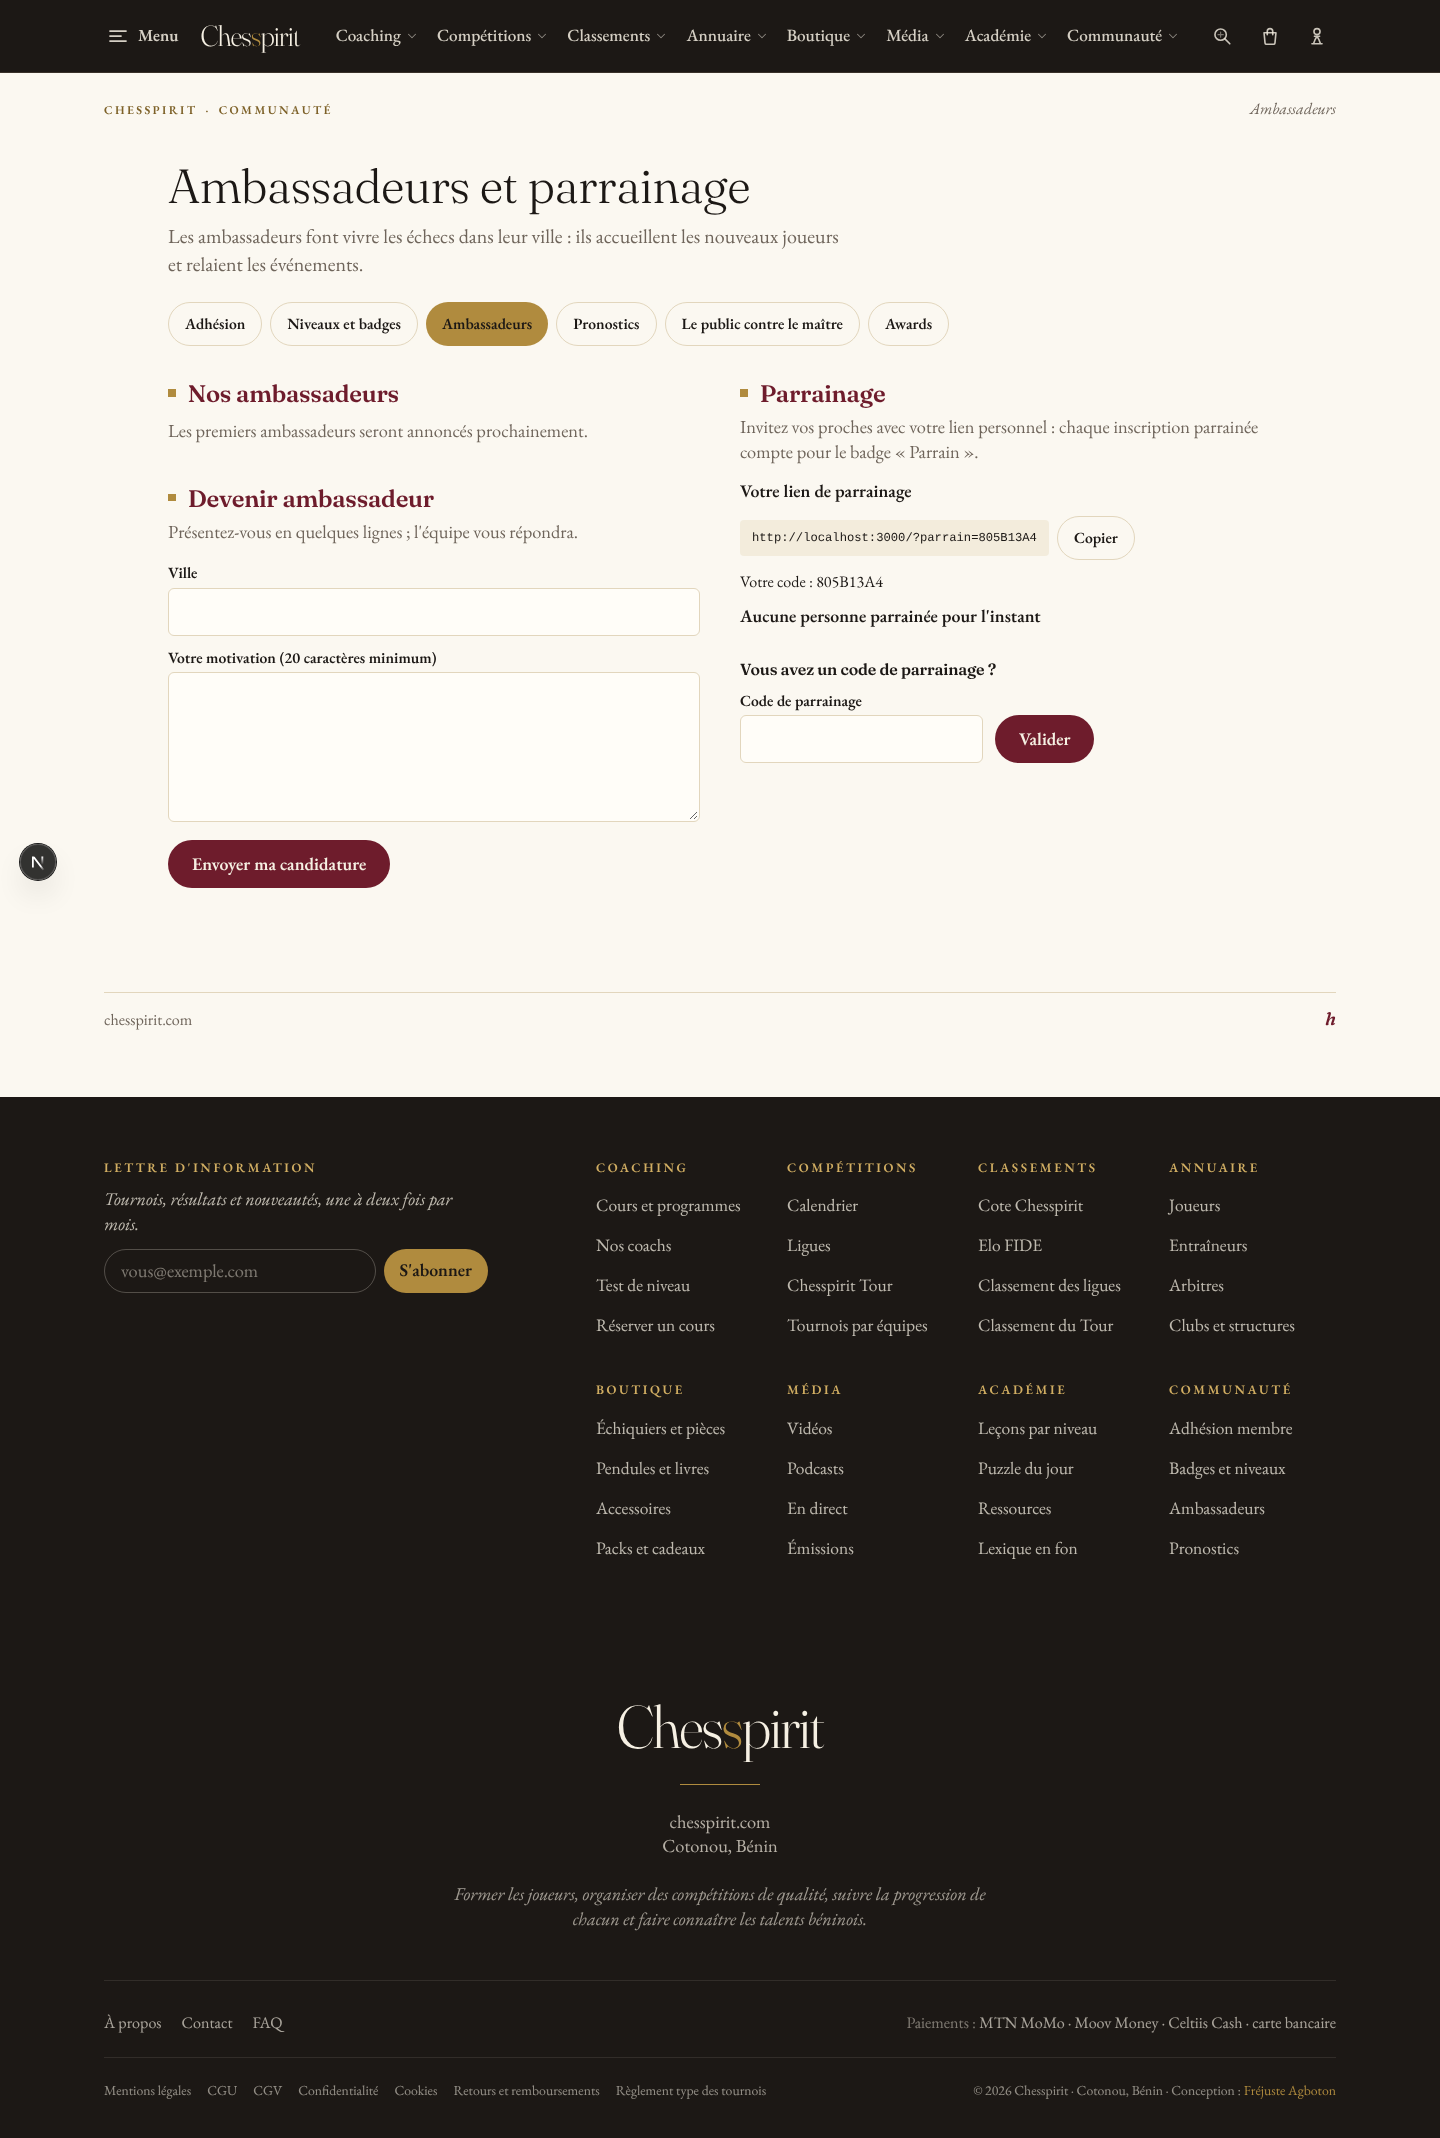 Menu
Chesspirit
Coaching
Compétitions
Classements
Annuaire
Boutique
Média
Académie
Communauté
CHESSPIRIT · COMMUNAUTÉ
Ambassadeurs
Ambassadeurs et parrainage
Les ambassadeurs font vivre les échecs dans leur ville : ils accueillent les nouveaux joueurs
et relaient les événements.
Adhésion
Niveaux et badges
Ambassadeurs
Pronostics
Le public contre le maître
Awards
Nos ambassadeurs
Les premiers ambassadeurs seront annoncés prochainement.
Devenir ambassadeur
Présentez-vous en quelques lignes ; l'équipe vous répondra.
Ville
Votre motivation (20 caractères minimum)
Envoyer ma candidature
Parrainage
Invitez vos proches avec votre lien personnel : chaque inscription parrainée
compte pour le badge « Parrain ».
Votre lien de parrainage
http://localhost:3000/?parrain=805B13A4
Copier
Votre code : 805B13A4
Aucune personne parrainée pour l'instant
Vous avez un code de parrainage ?
Code de parrainage
Valider
N
chesspirit.com
h
LETTRE D'INFORMATION
Tournois, résultats et nouveautés, une à deux fois par
mois.
vous@exemple.com
S'abonner
COACHING
Cours et programmes
Nos coachs
Test de niveau
Réserver un cours
COMPÉTITIONS
Calendrier
Ligues
Chesspirit Tour
Tournois par équipes
CLASSEMENTS
Cote Chesspirit
Elo FIDE
Classement des ligues
Classement du Tour
ANNUAIRE
Joueurs
Entraîneurs
Arbitres
Clubs et structures
BOUTIQUE
Échiquiers et pièces
Pendules et livres
Accessoires
Packs et cadeaux
MÉDIA
Vidéos
Podcasts
En direct
Émissions
ACADÉMIE
Leçons par niveau
Puzzle du jour
Ressources
Lexique en fon
COMMUNAUTÉ
Adhésion membre
Badges et niveaux
Ambassadeurs
Pronostics
Chesspirit
chesspirit.com
Cotonou, Bénin
Former les joueurs, organiser des compétitions de qualité, suivre la progression de
chacun et faire connaître les talents béninois.
À propos
Contact
FAQ
Paiements : MTN MoMo · Moov Money · Celtiis Cash · carte bancaire
Mentions légales
CGU
CGV
Confidentialité
Cookies
Retours et remboursements
Règlement type des tournois
© 2026 Chesspirit · Cotonou, Bénin · Conception : Fréjuste Agboton